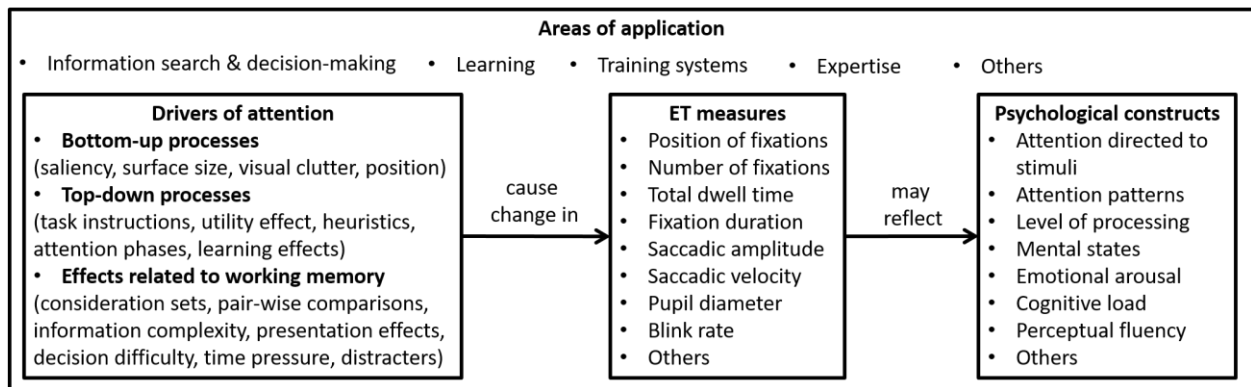 Areas of application
• Information search & decision-making • Learning • Training systems • Expertise • Others
Drivers of attention
• Bottom-up processes
(saliency, surface size, visual clutter, position)
• Top-down processes
(task instructions, utility effect, heuristics,
attention phases, learning effects)
• Effects related to working memory
(consideration sets, pair-wise comparisons,
information complexity, presentation effects,
decision difficulty, time pressure, distracters)
cause
change in
ET measures
• Position of fixations
• Number of fixations
• Total dwell time
• Fixation duration
• Saccadic amplitude
• Saccadic velocity
• Pupil diameter
• Blink rate
• Others
may
reflect
Psychological constructs
• Attention directed to
stimuli
• Attention patterns
• Level of processing
• Mental states
• Emotional arousal
• Cognitive load
• Perceptual fluency
• Others